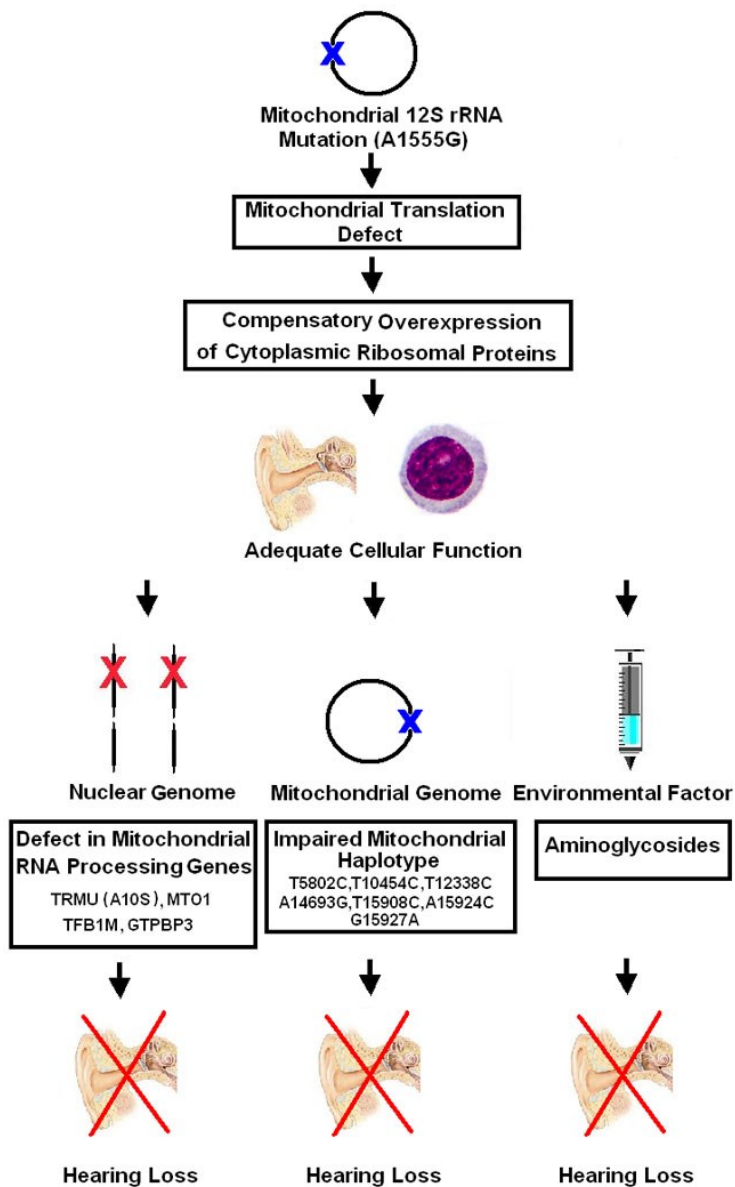 Mitochondrial 12S rRNA
Mutation (A1555G)
Mitochondrial Translation
Defect
Compensatory Overexpression
of Cytoplasmic Ribosomal Proteins
Adequate Cellular Function
Nuclear Genome
Defect in Mitochondrial
RNA Processing Genes
TRMU (A10S), MTO1
TFB1M, GTPBP3
Mitochondrial Genome
Impaired Mitochondrial
Haplotype
T5802C,T10454C,T12338C
A14693G,T15908C,A15924C
G15927A
Environmental Factor
Aminoglycosides
Hearing Loss
Hearing Loss
Hearing Loss